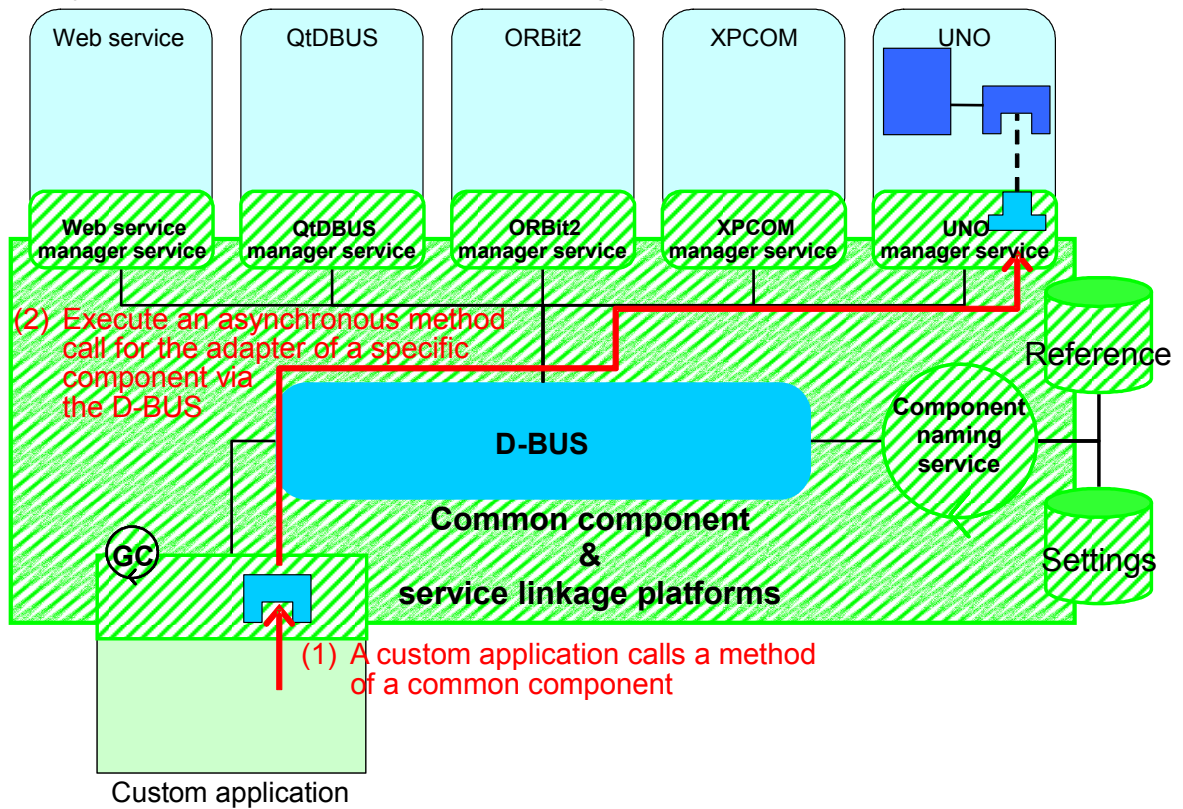 Web service
QtDBUS
ORBit2
XPCOM
UNO
Web service
manager service
QtDBUS
manager service
ORBit2
manager service
XPCOM
manager service
UNO
manager service
(2) Execute an asynchronous method
call for the adapter of a specific
component via
the D-BUS
Reference
Component
naming
service
D-BUS
Common component
&
service linkage platforms
Settings
GC
(1) A custom application calls a method
of a common component
Custom application